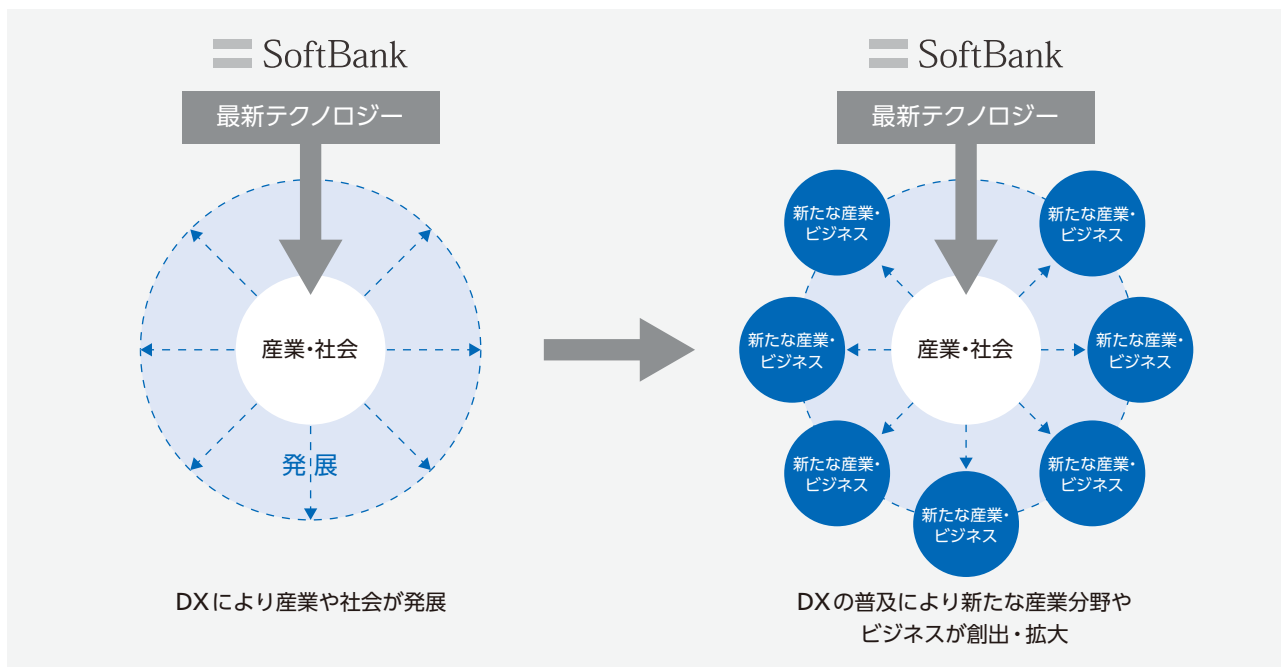 SoftBank
最新テクノロジー
産業・社会
発展
DXにより産業や社会が発展
SoftBank
最新テクノロジー
新たな産業・
ビジネス
新たな産業・
ビジネス
新たな産業・
ビジネス
産業・社会
新たな産業・
ビジネス
新たな産業・
ビジネス
新たな産業・
ビジネス
新たな産業・
ビジネス
DXの普及により新たな産業分野や
ビジネスが創出・拡大